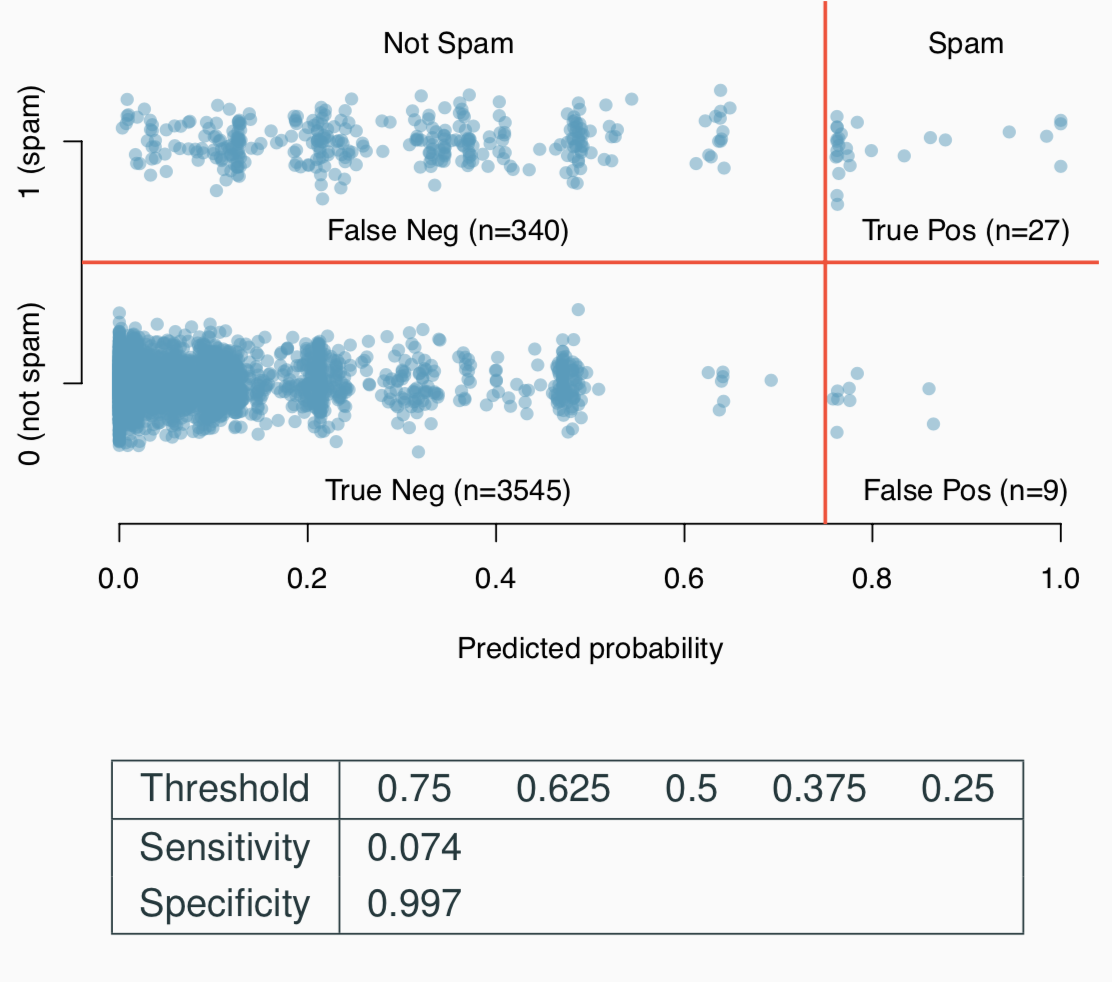 Not Spam Spam
1 (spam)
False Neg (n=340) True Pos (n=27)
0 (not spam)
True Neg (n=3545) False Pos (n=9)
0.0 0.2 0.4 0.6 0.8 1.0
Predicted probability
Threshold 0.75 0.625 0.5 0.375 0.25
Sensitivity 0.074
Specificity 0.997